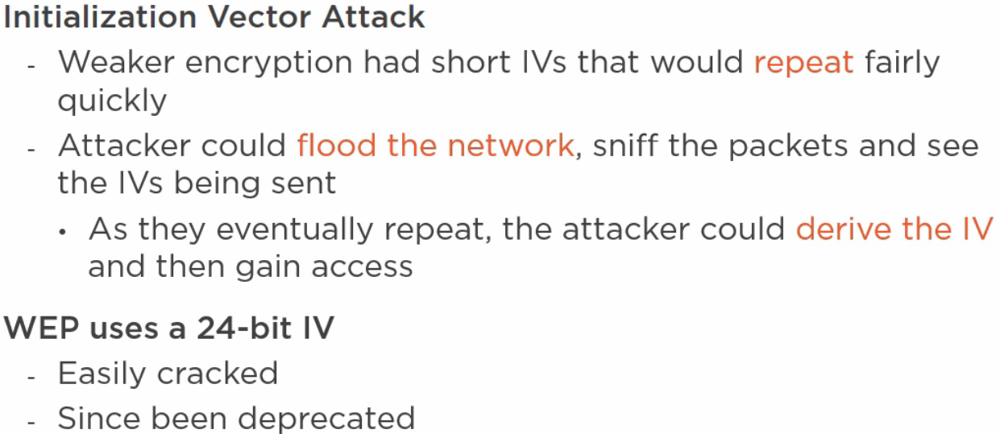 Initialization Vector Attack
- Weaker encryption had short IVs that would repeat fairly
quickly
- Attacker could flood the network, sniff the packets and see
the IVs being sent
• As they eventually repeat, the attacker could derive the IV
and then gain access
WEP uses a 24-bit IV
- Easily cracked
- Since been deprecated